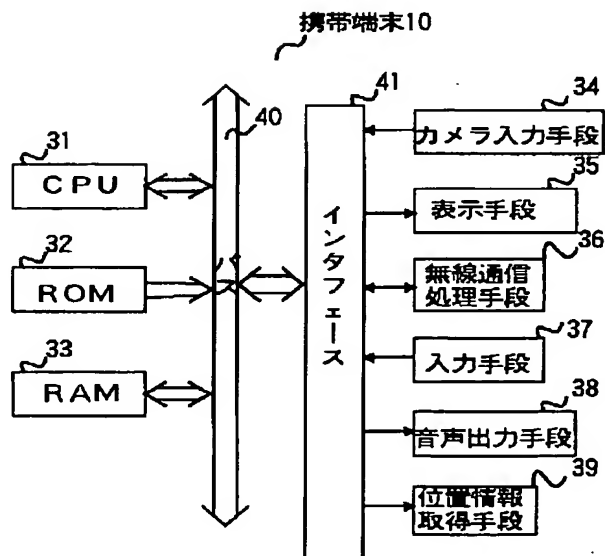 携帯端末10
31
CPU
32
ROM
33
RAM
40
バス
41
インタフェース
34
カメラ入力手段
35
表示手段
36
無線通信
処理手段
37
入力手段
38
音声出力手段
39
位置情報
取得手段